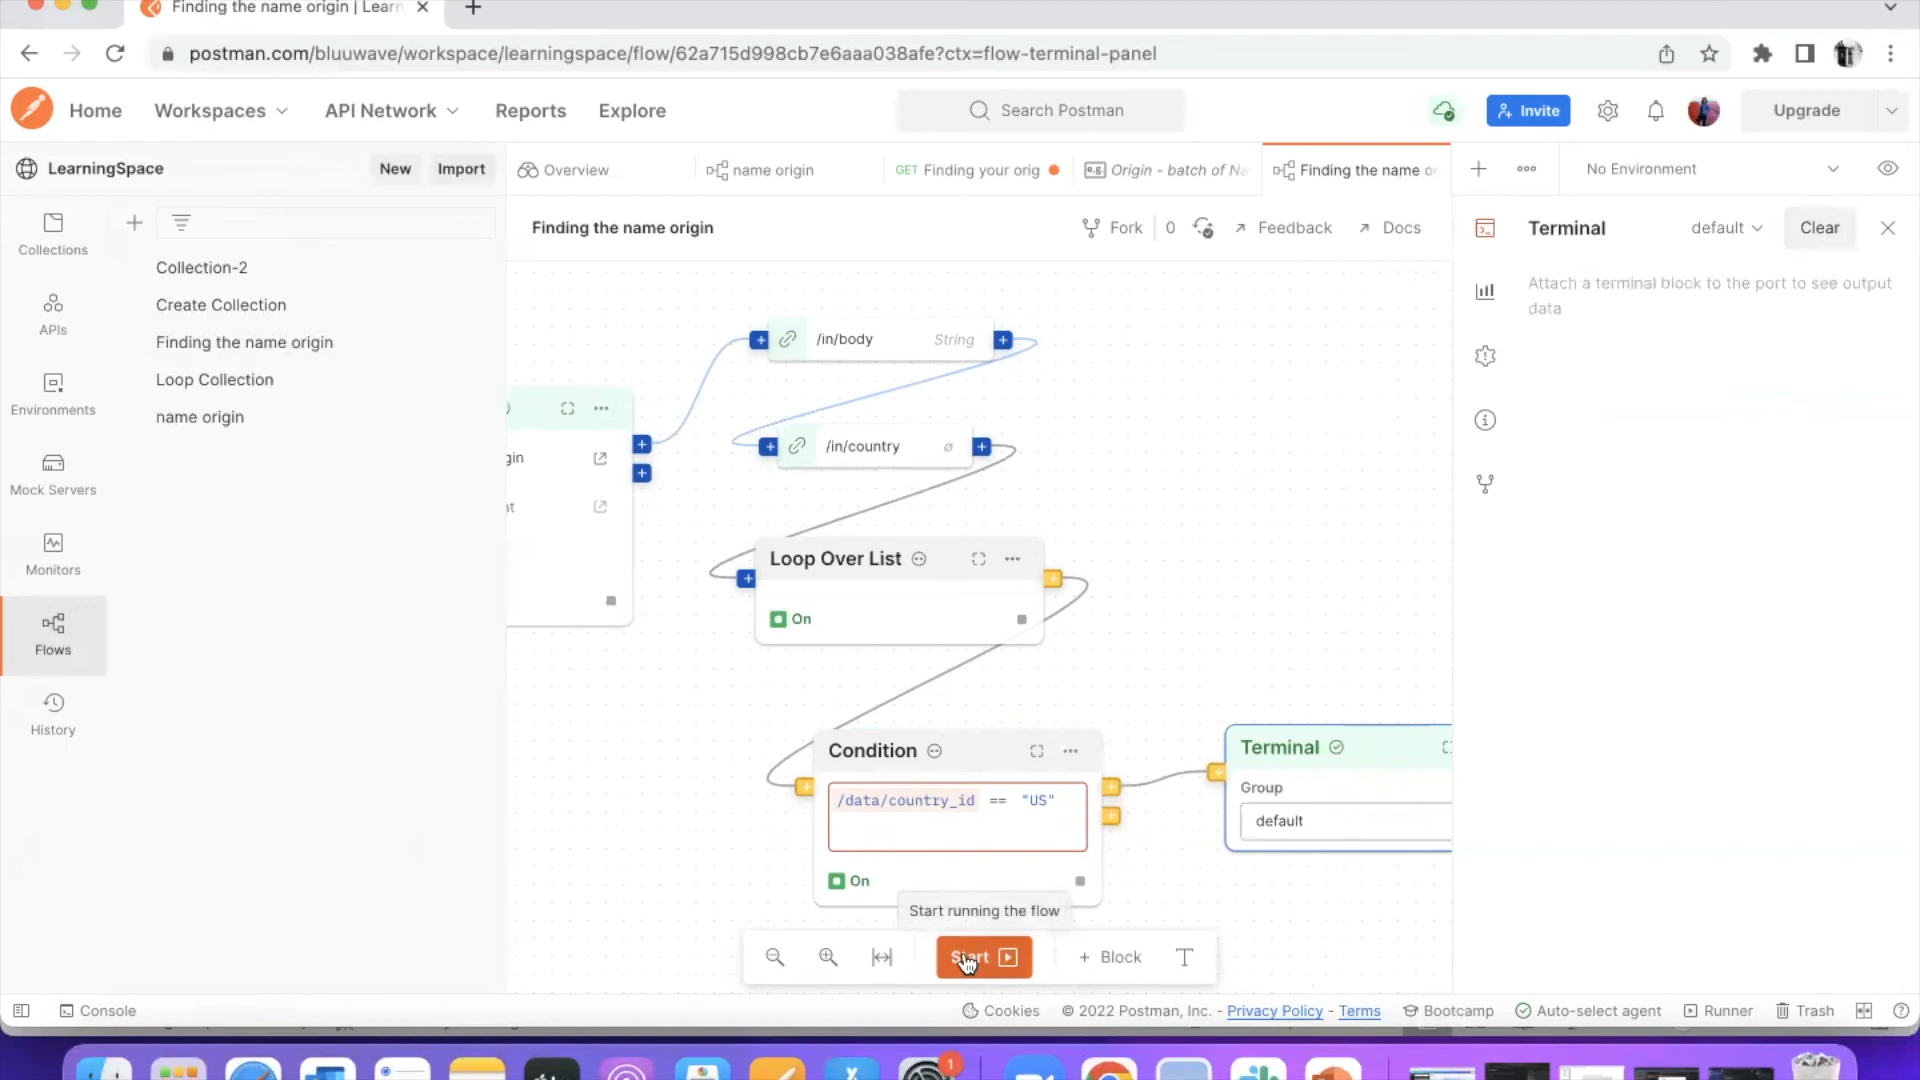 Finding the name origin | Learn
postman.com/bluuwave/workspace/learningspace/flow/62a715d998cb7e6aaa038afe?ctx=flow-terminal-panel
Home
Workspaces
API Network
Reports
Explore
Search Postman
Invite
Upgrade
LearningSpace
New
Import
Overview
name origin
GET Finding your orig
e.g. Origin - batch of Na
Finding the name or
No Environment
Collections
APIs
Environments
Mock Servers
Monitors
Flows
History
Collection-2
Create Collection
Finding the name origin
Loop Collection
name origin
Finding the name origin
Fork
0
Feedback
Docs
/in/body String
/in/country
gin
nt
Loop Over List
On
Condition
/data/country_id == "US"
On
Terminal
Group
default
Start running the flow
Start
+ Block
T
Terminal
default
Clear
Attach a terminal block to the port to see output
data
Console
Cookies
© 2022 Postman, Inc. - Privacy Policy - Terms
Bootcamp
Auto-select agent
Runner
Trash
1